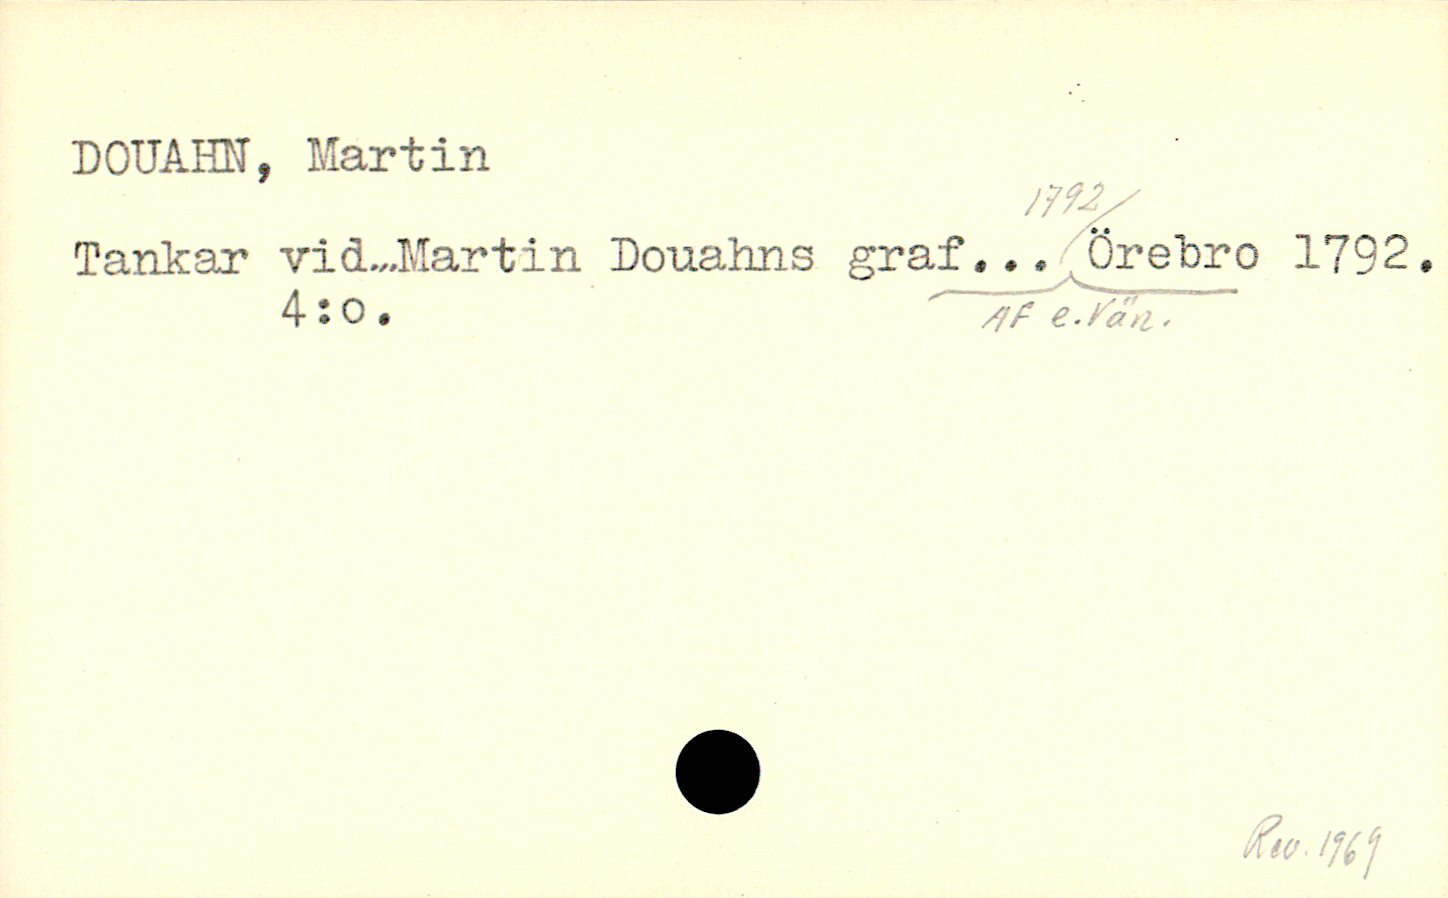 DOUAHN, Martin
1792/
Tankar vid...Martin Douahns graf... Örebro 1792.
4:o.
AF e. Vän.
Rev. 1969